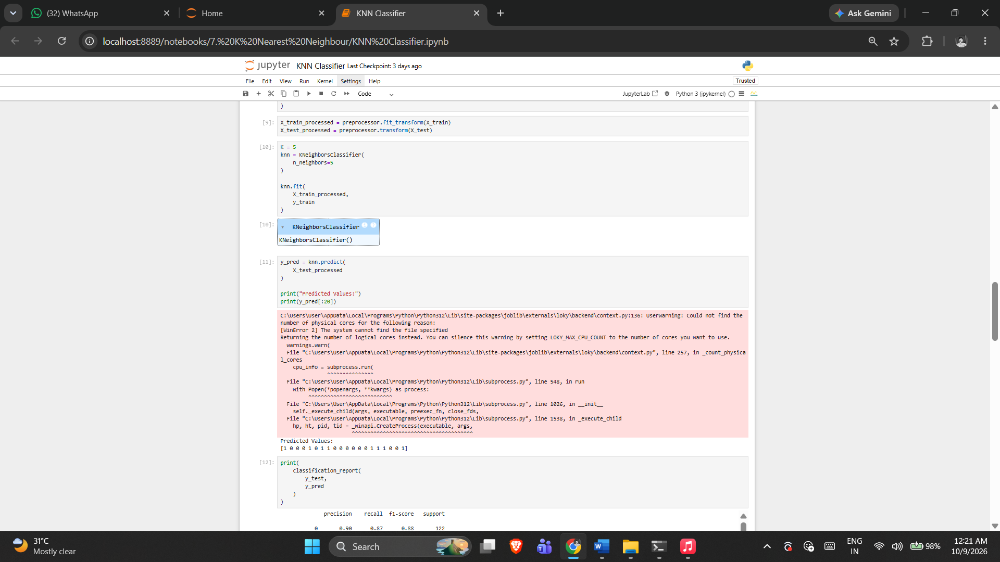 (32) WhatsApp
Home
KNN Classifier
Ask Gemini
localhost:8889/notebooks/7.%20K%20Nearest%20Neighbour/KNN%20Classifier.ipynb
jupyter KNN Classifier Last Checkpoint: 3 days ago
File Edit View Run Kernel Settings Help
Trusted
Code
JupyterLab
Python 3 (ipykernel)
)
[9]: X_train_processed = preprocessor.fit_transform(X_train)
X_test_processed = preprocessor.transform(X_test)
[10]: K = 5
knn = KNeighborsClassifier(
n_neighbors=5
)
knn.fit(
X_train_processed,
y_train
)
[10]: KNeighborsClassifier
KNeighborsClassifier()
[11]: y_pred = knn.predict(
X_test_processed
)
print("Predicted Values:")
print(y_pred[:20])
C:\Users\User\AppData\Local\Programs\Python\Python312\Lib\site-packages\joblib\externals\loky\backend\context.py:136: UserWarning: Could not find the
number of physical cores for the following reason:
[WinError 2] The system cannot find the file specified
Returning the number of logical cores instead. You can silence this warning by setting LOKY_MAX_CPU_COUNT to the number of cores you want to use.
warnings.warn(
File "C:\Users\User\AppData\Local\Programs\Python\Python312\Lib\site-packages\joblib\externals\loky\backend\context.py", line 257, in _count_physica
l_cores
cpu_info = subprocess.run(
^^^^^^^^^^^^^^^
File "C:\Users\User\AppData\Local\Programs\Python\Python312\Lib\subprocess.py", line 548, in run
with Popen(*popenargs, **kwargs) as process:
^^^^^^^^^^^^^^^^^^^^^^^^^^^
File "C:\Users\User\AppData\Local\Programs\Python\Python312\Lib\subprocess.py", line 1026, in __init__
self._execute_child(args, executable, preexec_fn, close_fds,
File "C:\Users\User\AppData\Local\Programs\Python\Python312\Lib\subprocess.py", line 1538, in _execute_child
hp, ht, pid, tid = _winapi.CreateProcess(executable, args,
^^^^^^^^^^^^^^^^^^^^^^^^^^^^^^^^^^^^^^^
Predicted Values:
[1 0 0 0 1 0 1 1 0 0 0 0 0 0 1 1 1 0 0 1]
[12]: print(
classification_report(
y_test,
y_pred
)
)
precision recall f1-score support
0 0.90 0.87 0.88 122
31°C
Mostly clear
Search
ENG
IN
98%
12:21 AM
10/9/2026